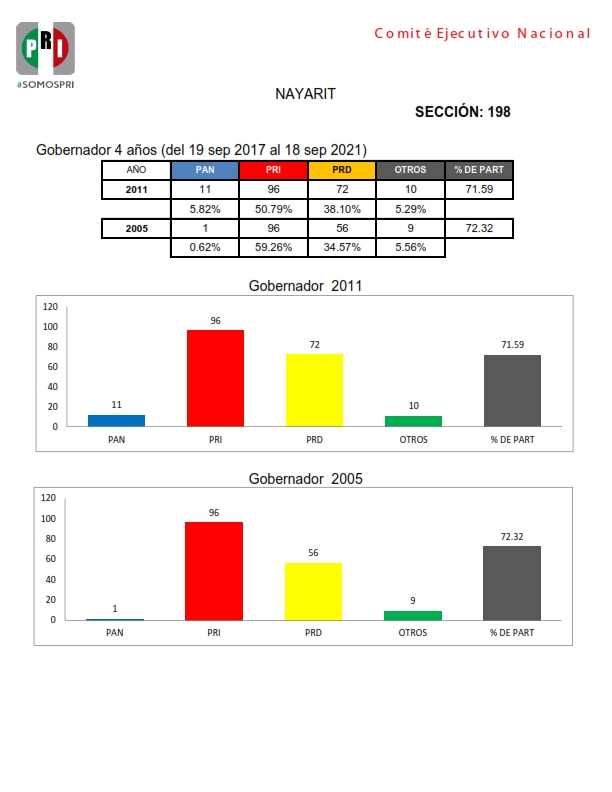 PRI
#SOMOSPRI
Comité Ejecutivo Nacional
NAYARIT
SECCIÓN: 198
Gobernador 4 años (del 19 sep 2017 al 18 sep 2021)
AÑO PAN PRI PRD OTROS % DE PART
2011 11 96 72 10 71.59
5.82% 50.79% 38.10% 5.29%
2005 1 96 56 9 72.32
0.62% 59.26% 34.57% 5.56%
Gobernador 2011
120
100
80
60
40
20
0
11
96
72
10
71.59
PAN PRI PRD OTROS % DE PART
Gobernador 2005
120
100
80
60
40
20
0
1
96
56
9
72.32
PAN PRI PRD OTROS % DE PART